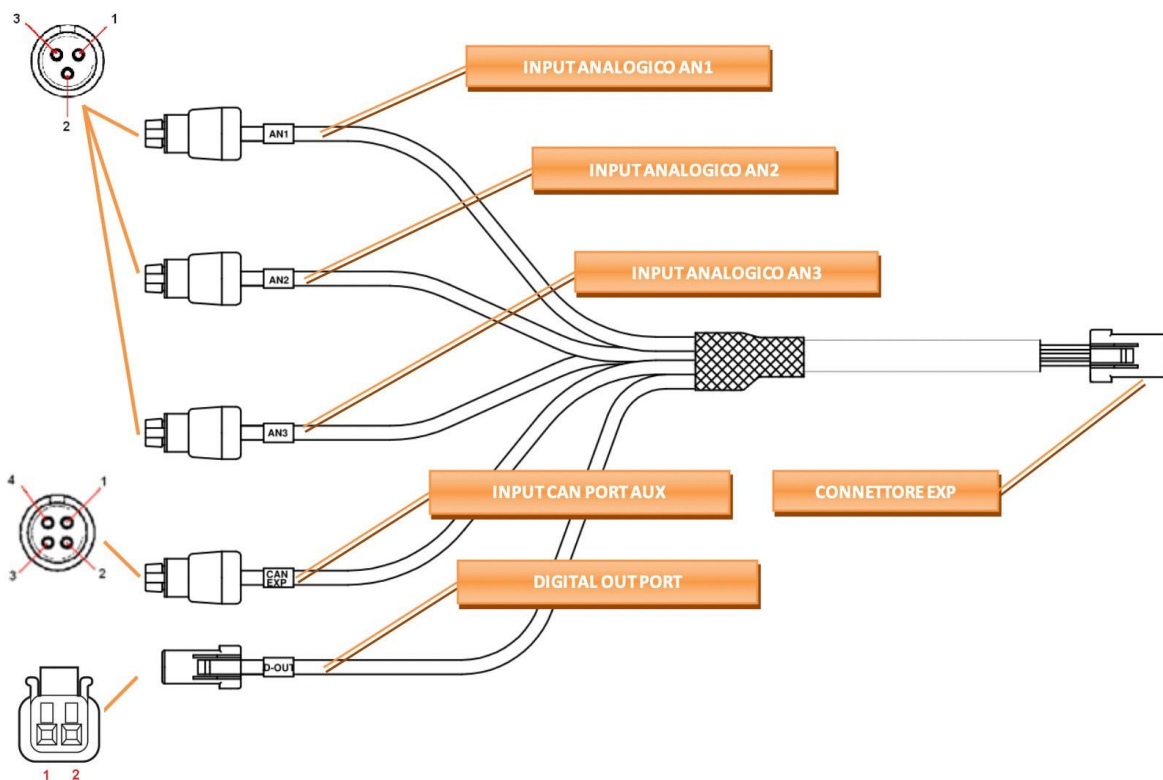 3
1
2
INPUT ANALOGICO AN1
AN1
INPUT ANALOGICO AN2
AN2
INPUT ANALOGICO AN3
AN3
4
1
3
2
INPUT CAN PORT AUX
CONNETTORE EXP
CAN
EXP
DIGITAL OUT PORT
D-OUT
1 2